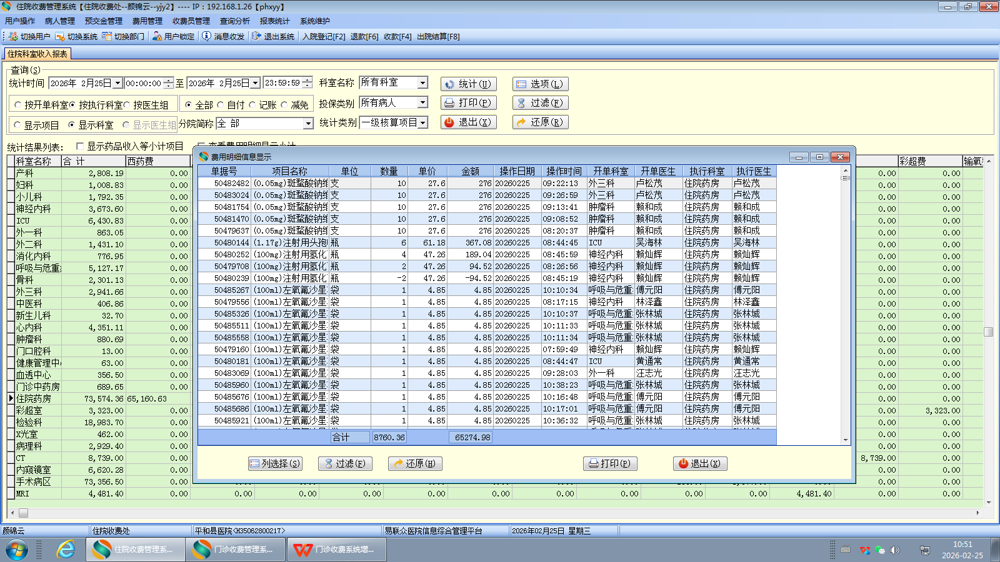 住院收费管理系统【住院收费处--颜锦云--yjy2】---- IP：192.168.1.26【phxyy】
用户操作 病人管理 预交金管理 费用管理 收费员管理 查询分析 报表统计 系统维护
切换用户 切换系统 切换部门 用户锁定 消息收发 退出系统 入院登记[F2] 退款[F6] 收款[F4] 出院结算[F8]
住院科室收入报表
查询(S)
统计时间 2026年 2月25日 00:00:00 至 2026年 2月25日 23:59:59 科室名称 所有科室 统计(U) 选项(L)
按开单科室 按执行科室 按医生组 全部 自付 记账 减免 投保类别 所有病人 打印(P) 过滤(F)
显示项目 显示科室 显示医生组 分院简称 全 部 统计类别 一级核算项目 退出(X) 还原(R)
统计结果列表: 显示药品收入等小计项目
科室名称 合 计 西药费 彩超费
产科 2,808.19 0.00 0.00 0.00
妇科 1,008.83 0.00 0.00 0.00
小儿科 1,792.35 0.00 0.00 0.00
神经内科 3,673.60 0.00 0.00 0.00
ICU 6,430.83 0.00 0.00 0.00
外一科 863.05 0.00 0.00 0.00
外二科 1,431.10 0.00 0.00 0.00
消化内科 776.95 0.00 0.00 0.00
呼吸与危重 5,127.17 0.00 0.00 0.00
骨科 2,301.13 0.00 0.00 0.00
外三科 2,941.66 0.00 0.00 0.00
中医科 406.86 0.00 0.00 0.00
新生儿科 32.70 0.00 0.00 0.00
心内科 4,351.11 0.00 0.00 0.00
肿瘤科 880.69 0.00 0.00 0.00
门口腔科 13.00 0.00 0.00 0.00
健康管理中 63.00 0.00 0.00 0.00
血透中心 356.50 0.00 0.00 0.00
门诊中药房 689.65 0.00 0.00 0.00
住院药房 73,574.36 65,160.63 0.00 0.00
彩超室 3,323.00 0.00 0.00 3,323.00
检验科 18,983.70 0.00 0.00 0.00
X光室 462.00 0.00 0.00 0.00
病理科 2,929.40 0.00 0.00 0.00
CT 8,739.00 0.00 8,739.00 0.00
内窥镜室 6,620.28 0.00 0.00 0.00
手术病区 73,356.50 0.00 0.00 0.00
MRI 4,481.40 0.00 0.00 0.00 0.00 0.00 0.00 0.00 0.00 0.00 4,481.40 0.00 0.00
费用明细信息显示
单据号 项目名称 单位 数量 单价 金额 操作日期 操作时间 开单科室 开单医生 执行科室 执行医生
50482482 (0.05mg)斑蝥酸钠维 支 10 27.6 276 20260225 09:22:13 外三科 卢松茂 住院药房 卢松茂
50483024 (0.05mg)斑蝥酸钠维 支 10 27.6 276 20260225 09:26:59 外三科 卢松茂 住院药房 卢松茂
50481754 (0.05mg)斑蝥酸钠维 支 10 27.6 276 20260225 09:13:41 肿瘤科 赖和成 住院药房 赖和成
50481470 (0.05mg)斑蝥酸钠维 支 10 27.6 276 20260225 09:08:52 肿瘤科 赖和成 住院药房 赖和成
50479637 (0.05mg)斑蝥酸钠维 支 10 27.6 276 20260225 08:20:37 肿瘤科 赖和成 住院药房 赖和成
50480144 (1.17g)注射用头孢 瓶 6 61.18 367.08 20260225 08:44:45 ICU 吴海林 住院药房 吴海林
50480252 (100mg)注射用氢化 瓶 4 47.26 189.04 20260225 08:45:59 神经内科 赖灿辉 住院药房 赖灿辉
50479708 (100mg)注射用氢化 瓶 2 47.26 94.52 20260225 08:26:56 神经内科 赖灿辉 住院药房 赖灿辉
50480239 (100mg)注射用氢化 瓶 -2 47.26 -94.52 20260225 08:45:19 神经内科 赖灿辉 住院药房 赖灿辉
50485267 (100ml)左氧氟沙星 袋 1 4.85 4.85 20260225 10:10:34 呼吸与危重 傅元阳 住院药房 傅元阳
50479556 (100ml)左氧氟沙星 袋 1 4.85 4.85 20260225 08:17:15 神经内科 林泽鑫 住院药房 林泽鑫
50485326 (100ml)左氧氟沙星 袋 1 4.85 4.85 20260225 10:10:37 呼吸与危重 张林城 住院药房 张林城
50485511 (100ml)左氧氟沙星 袋 1 4.85 4.85 20260225 10:11:33 呼吸与危重 张林城 住院药房 张林城
50485558 (100ml)左氧氟沙星 袋 1 4.85 4.85 20260225 10:11:34 呼吸与危重 张林城 住院药房 张林城
50479160 (100ml)左氧氟沙星 袋 1 4.85 4.85 20260225 07:59:49 神经内科 赖灿辉 住院药房 赖灿辉
50480181 (100ml)左氧氟沙星 袋 1 4.85 4.85 20260225 08:44:47 ICU 黄通常 住院药房 黄通常
50483069 (100ml)左氧氟沙星 袋 1 4.85 4.85 20260225 09:28:03 外一科 汪志光 住院药房 汪志光
50485960 (100ml)左氧氟沙星 袋 1 4.85 4.85 20260225 10:38:23 呼吸与危重 张林城 住院药房 张林城
50485676 (100ml)左氧氟沙星 袋 1 4.85 4.85 20260225 10:16:48 呼吸与危重 傅元阳 住院药房 傅元阳
50485686 (100ml)左氧氟沙星 袋 1 4.85 4.85 20260225 10:17:01 呼吸与危重 傅元阳 住院药房 傅元阳
50485921 (100ml)左氧氟沙星 袋 1 4.85 4.85 20260225 10:36:32 呼吸与危重 张林城 住院药房 张林城
合计 8760.36 65274.98
列选择(S) 过滤(F) 还原(H) 打印(P) 退出(X)
颜锦云 住院收费处 平和县医院<H35062800217> 易联众医院信息综合管理平台 2026年02月25日 星期三
住院收费管理系... 门诊收费管理系... 门诊收费系统增...
10:51
2026-02-25